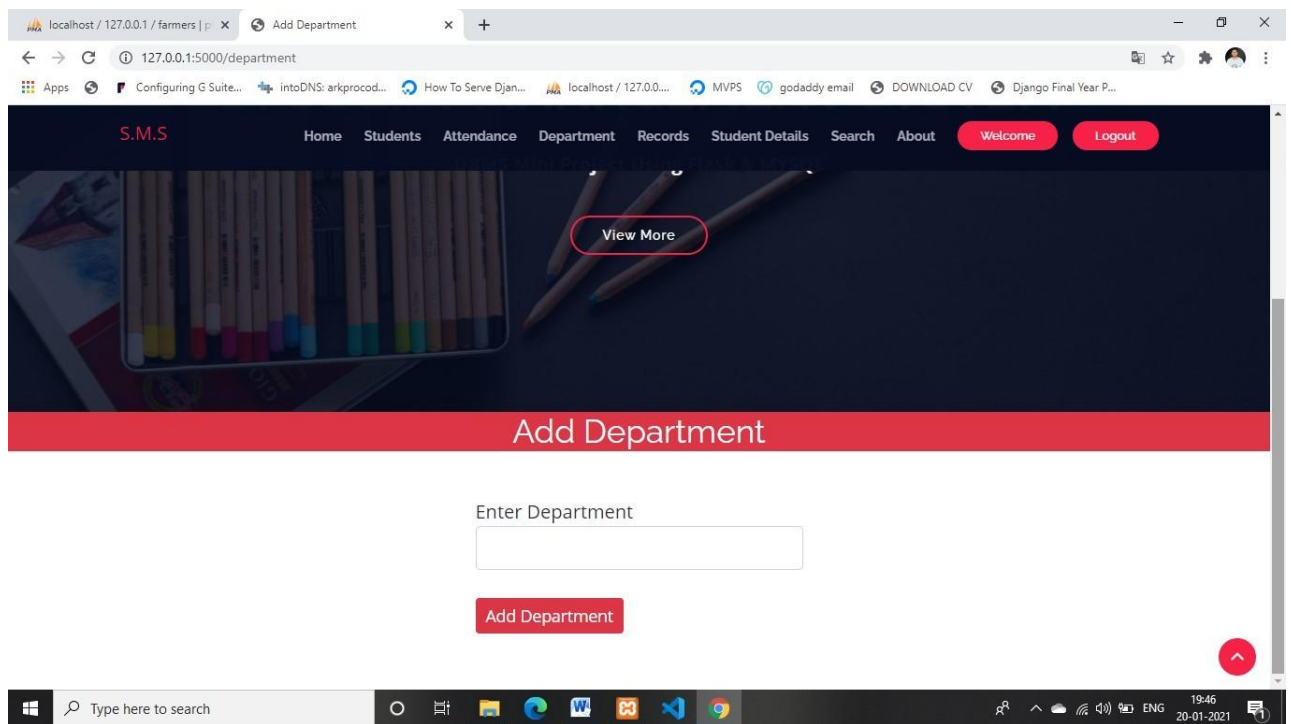 localhost / 127.0.0.1 / farmers | p
Add Department
127.0.0.1:5000/department
Apps Configuring G Suite... intoDNS: arkprocod... How To Serve Djan... localhost / 127.0.0.... MVPS godaddy email DOWNLOAD CV Django Final Year P...
S.M.S Home Students Attendance Department Records Student Details Search About Welcome Logout
View More
Add Department
Enter Department
Add Department
Type here to search
ENG
19:46
20-01-2021